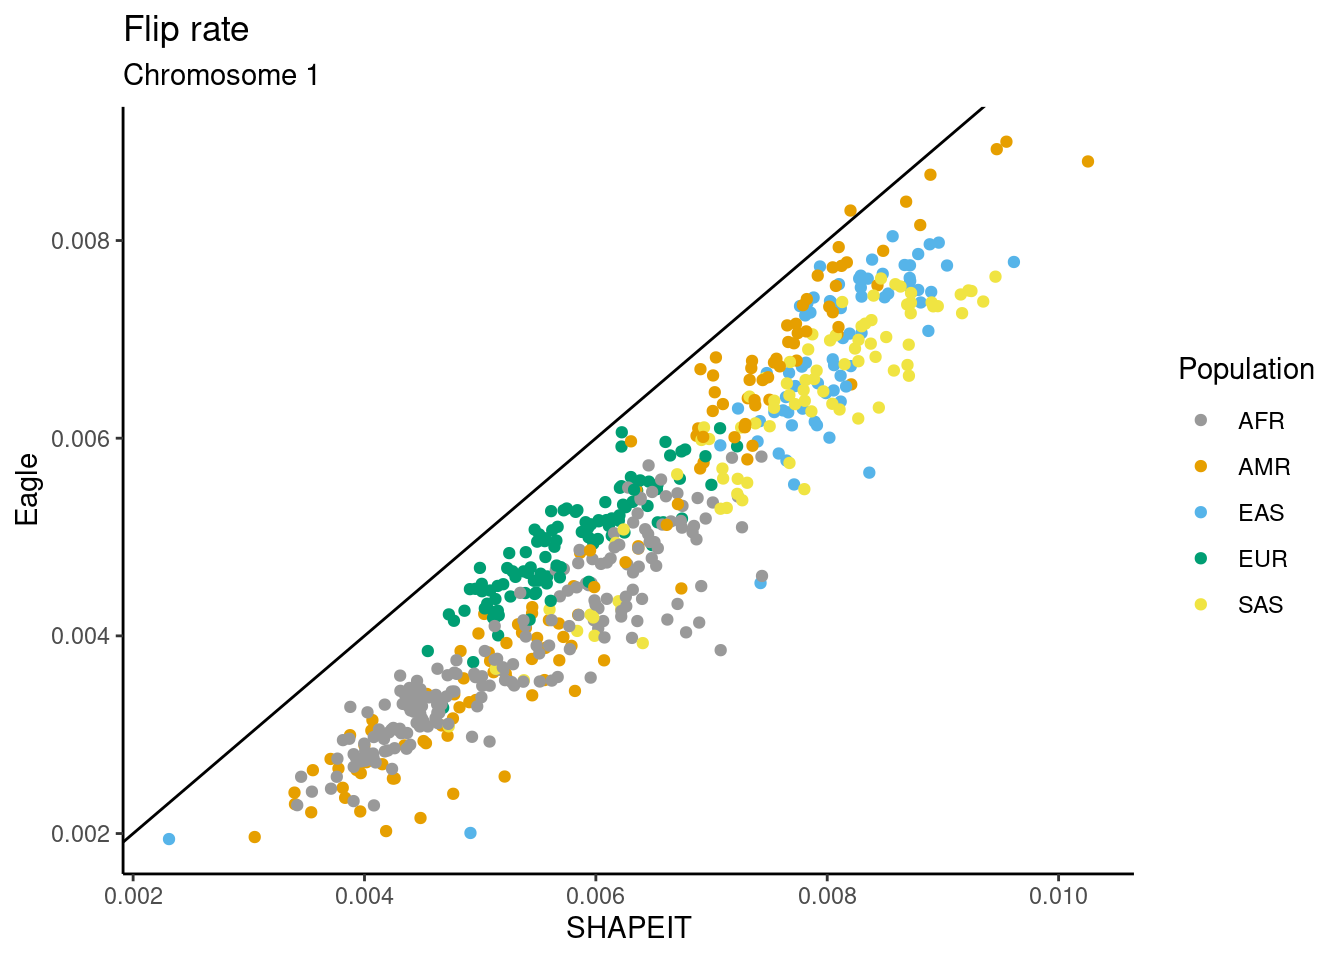 Flip rate
Chromosome 1
0.008
0.006
0.004
0.002
Eagle
0.002 0.004 0.006 0.008 0.010
SHAPEIT
Population
AFR
AMR
EAS
EUR
SAS